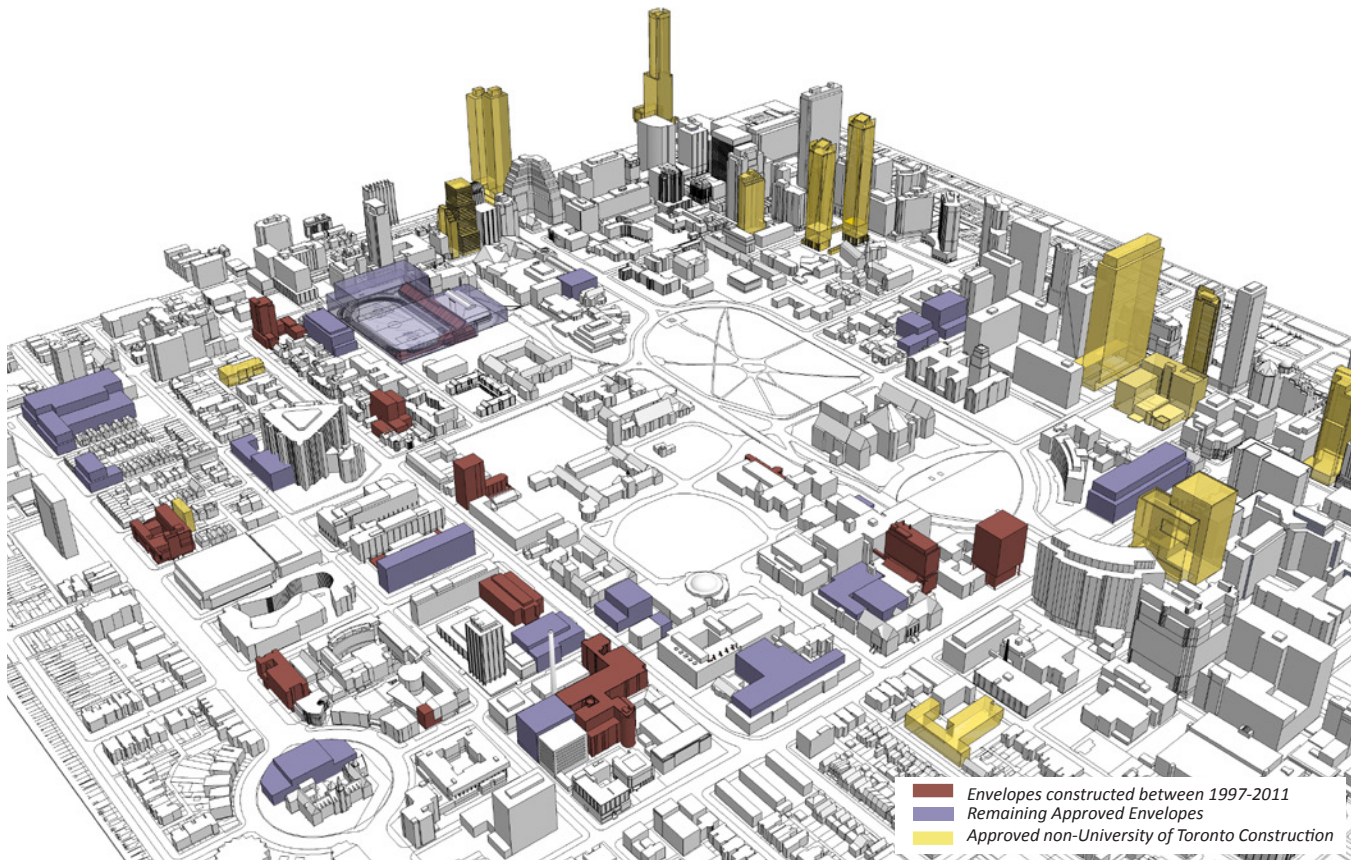 Envelopes constructed between 1997-2011
Remaining Approved Envelopes
Approved non-University of Toronto Construction